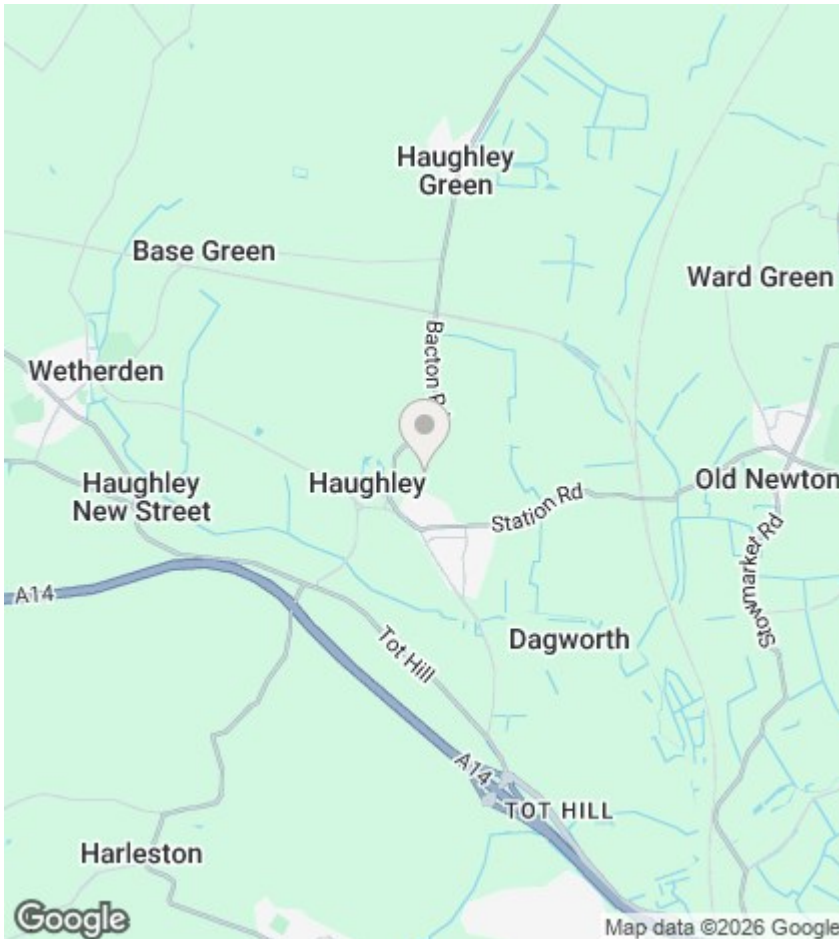 Haughley
Green
Base Green
Ward Green
Bacton R
Wetherden
Haughley
New Street
Haughley
Old Newton
Station Rd
Stowmarket Rd
A14
Tot Hill
Dagworth
A14
TOT HILL
Harleston
Google
Map data ©2026 Google